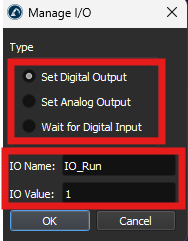 Manage I/O
Type
Set Digital Output
Set Analog Output
Wait for Digital Input
IO Name: IO_Run
IO Value: 1
OK Cancel